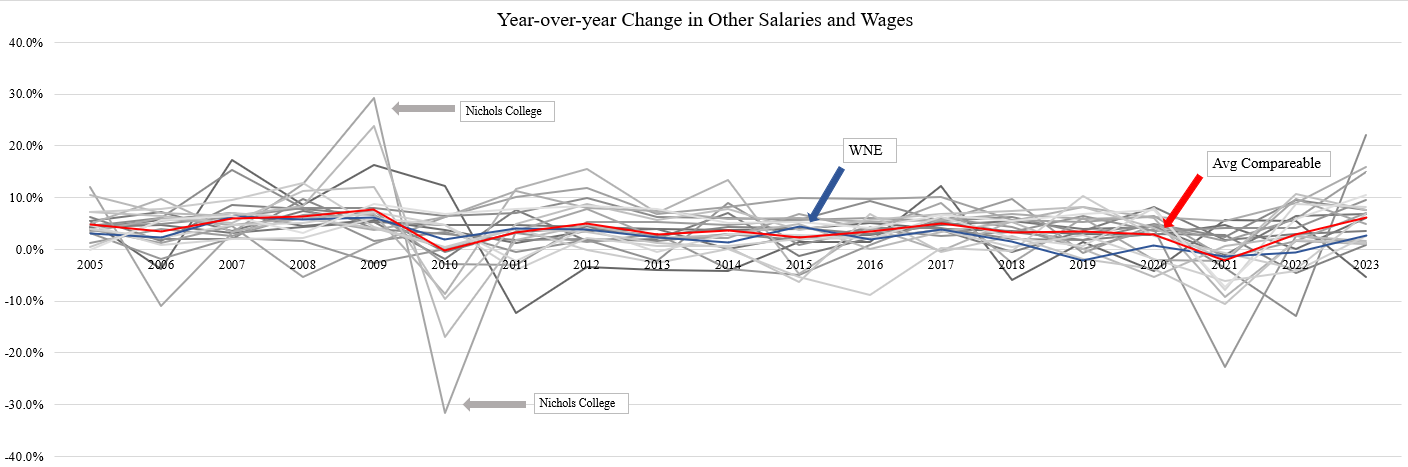 Year-over-year Change in Other Salaries and Wages
40.0%
30.0%
Nichols College
20.0%
WNE
Avg Compareable
10.0%
0.0%
2005 2006 2007 2008 2009 2010 2011 2012 2013 2014 2015 2016 2017 2018 2019 2020 2021 2022 2023
-10.0%
-20.0%
-30.0%
Nichols College
-40.0%